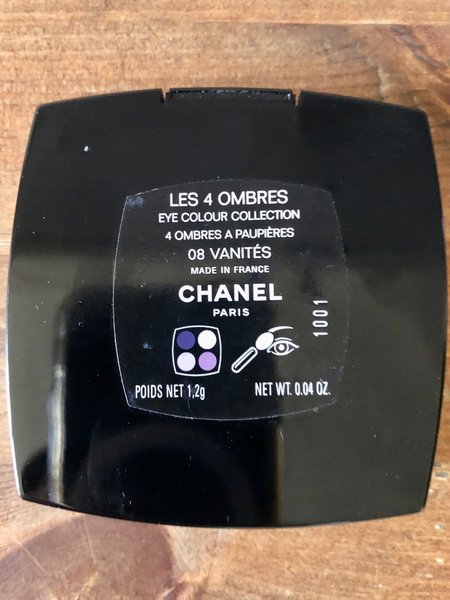 LES 4 OMBRES
EYE COLOUR COLLECTION
4 OMBRES A PAUPIÈRES
08 VANITÉS
MADE IN FRANCE
CHANEL
PARIS
1001
POIDS NET 1,2g NET WT. 0.04 OZ.